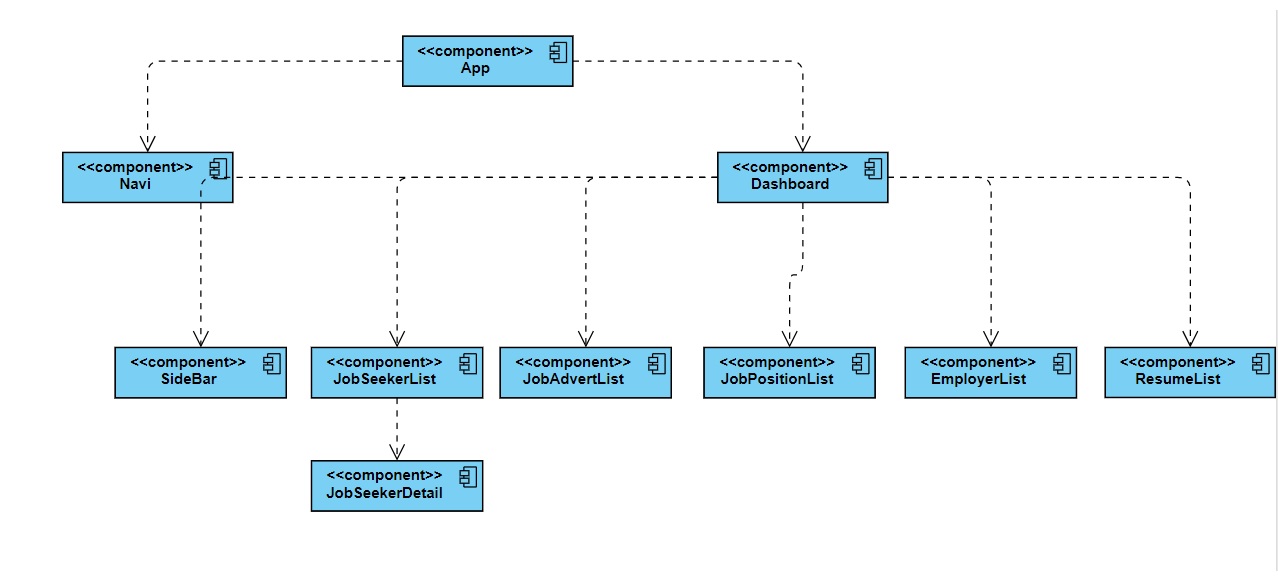 <<component>>
App
<<component>>
Navi
<<component>>
Dashboard
<<component>>
SideBar
<<component>>
JobSeekerList
<<component>>
JobAdvertList
<<component>>
JobPositionList
<<component>>
EmployerList
<<component>>
ResumeList
<<component>>
JobSeekerDetail